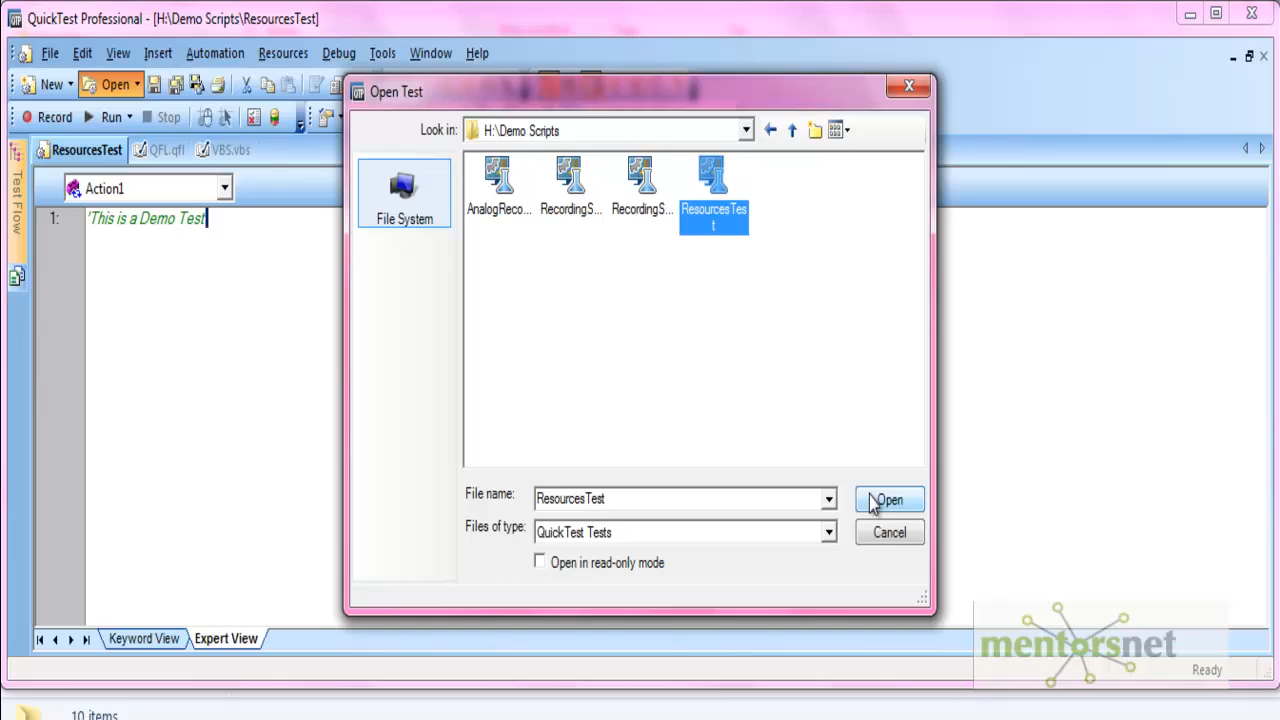 QuickTest Professional - [H:\Demo Scripts\ResourcesTest]
File Edit View Insert Automation Resources Debug Tools Window Help
New Open
Record Run Stop
ResourcesTest QFL.qfl VBS.vbs
Test Flow
Action1
1: 'This is a Demo Test
Open Test
Look in: H:\Demo Scripts
File System
AnalogReco... RecordingS... RecordingS... ResourcesTes
t
File name: ResourcesTest Open
Files of type: QuickTest Tests Cancel
Open in read-only mode
Keyword View Expert View
mentorsnet
Ready
10 items